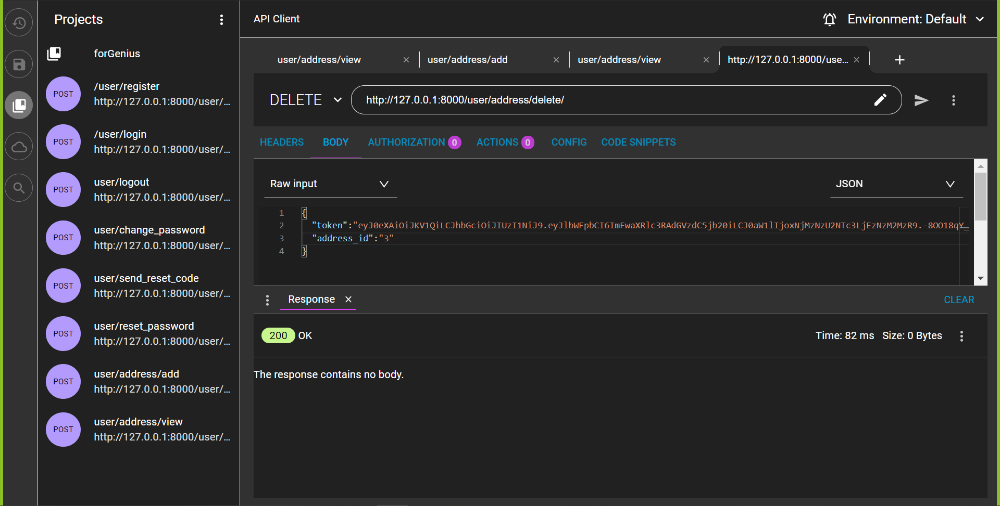 Projects
forGenius
POST
/user/register
http://127.0.0.1:8000/user/...
POST
/user/login
http://127.0.0.1:8000/user/...
POST
user/logout
http://127.0.0.1:8000/user/...
POST
user/change_password
http://127.0.0.1:8000/user/...
POST
user/send_reset_code
http://127.0.0.1:8000/user/...
POST
user/reset_password
http://127.0.0.1:8000/user/...
POST
user/address/add
http://127.0.0.1:8000/user/...
POST
user/address/view
http://127.0.0.1:8000/user/...
API Client
Environment: Default
user/address/view
user/address/add
user/address/view
http://127.0.0.1:8000/use...
DELETE
http://127.0.0.1:8000/user/address/delete/
HEADERS BODY AUTHORIZATION 0 ACTIONS 0 CONFIG CODE SNIPPETS
Raw input
JSON
1 {
2 "token":"eyJ0eXAiOiJKV1QiLCJhbGciOiJIUzI1NiJ9.eyJlbWFpbCI6ImFwaXRlc3RAdGVzdC5jb20iLCJ0aW1lIjoxNjMzNzU2NTc3LjEzNzM2MzR9.-8OO18qY_
3 "address_id":"3"
4 }
Response
CLEAR
200 OK
Time: 82 ms Size: 0 Bytes
The response contains no body.